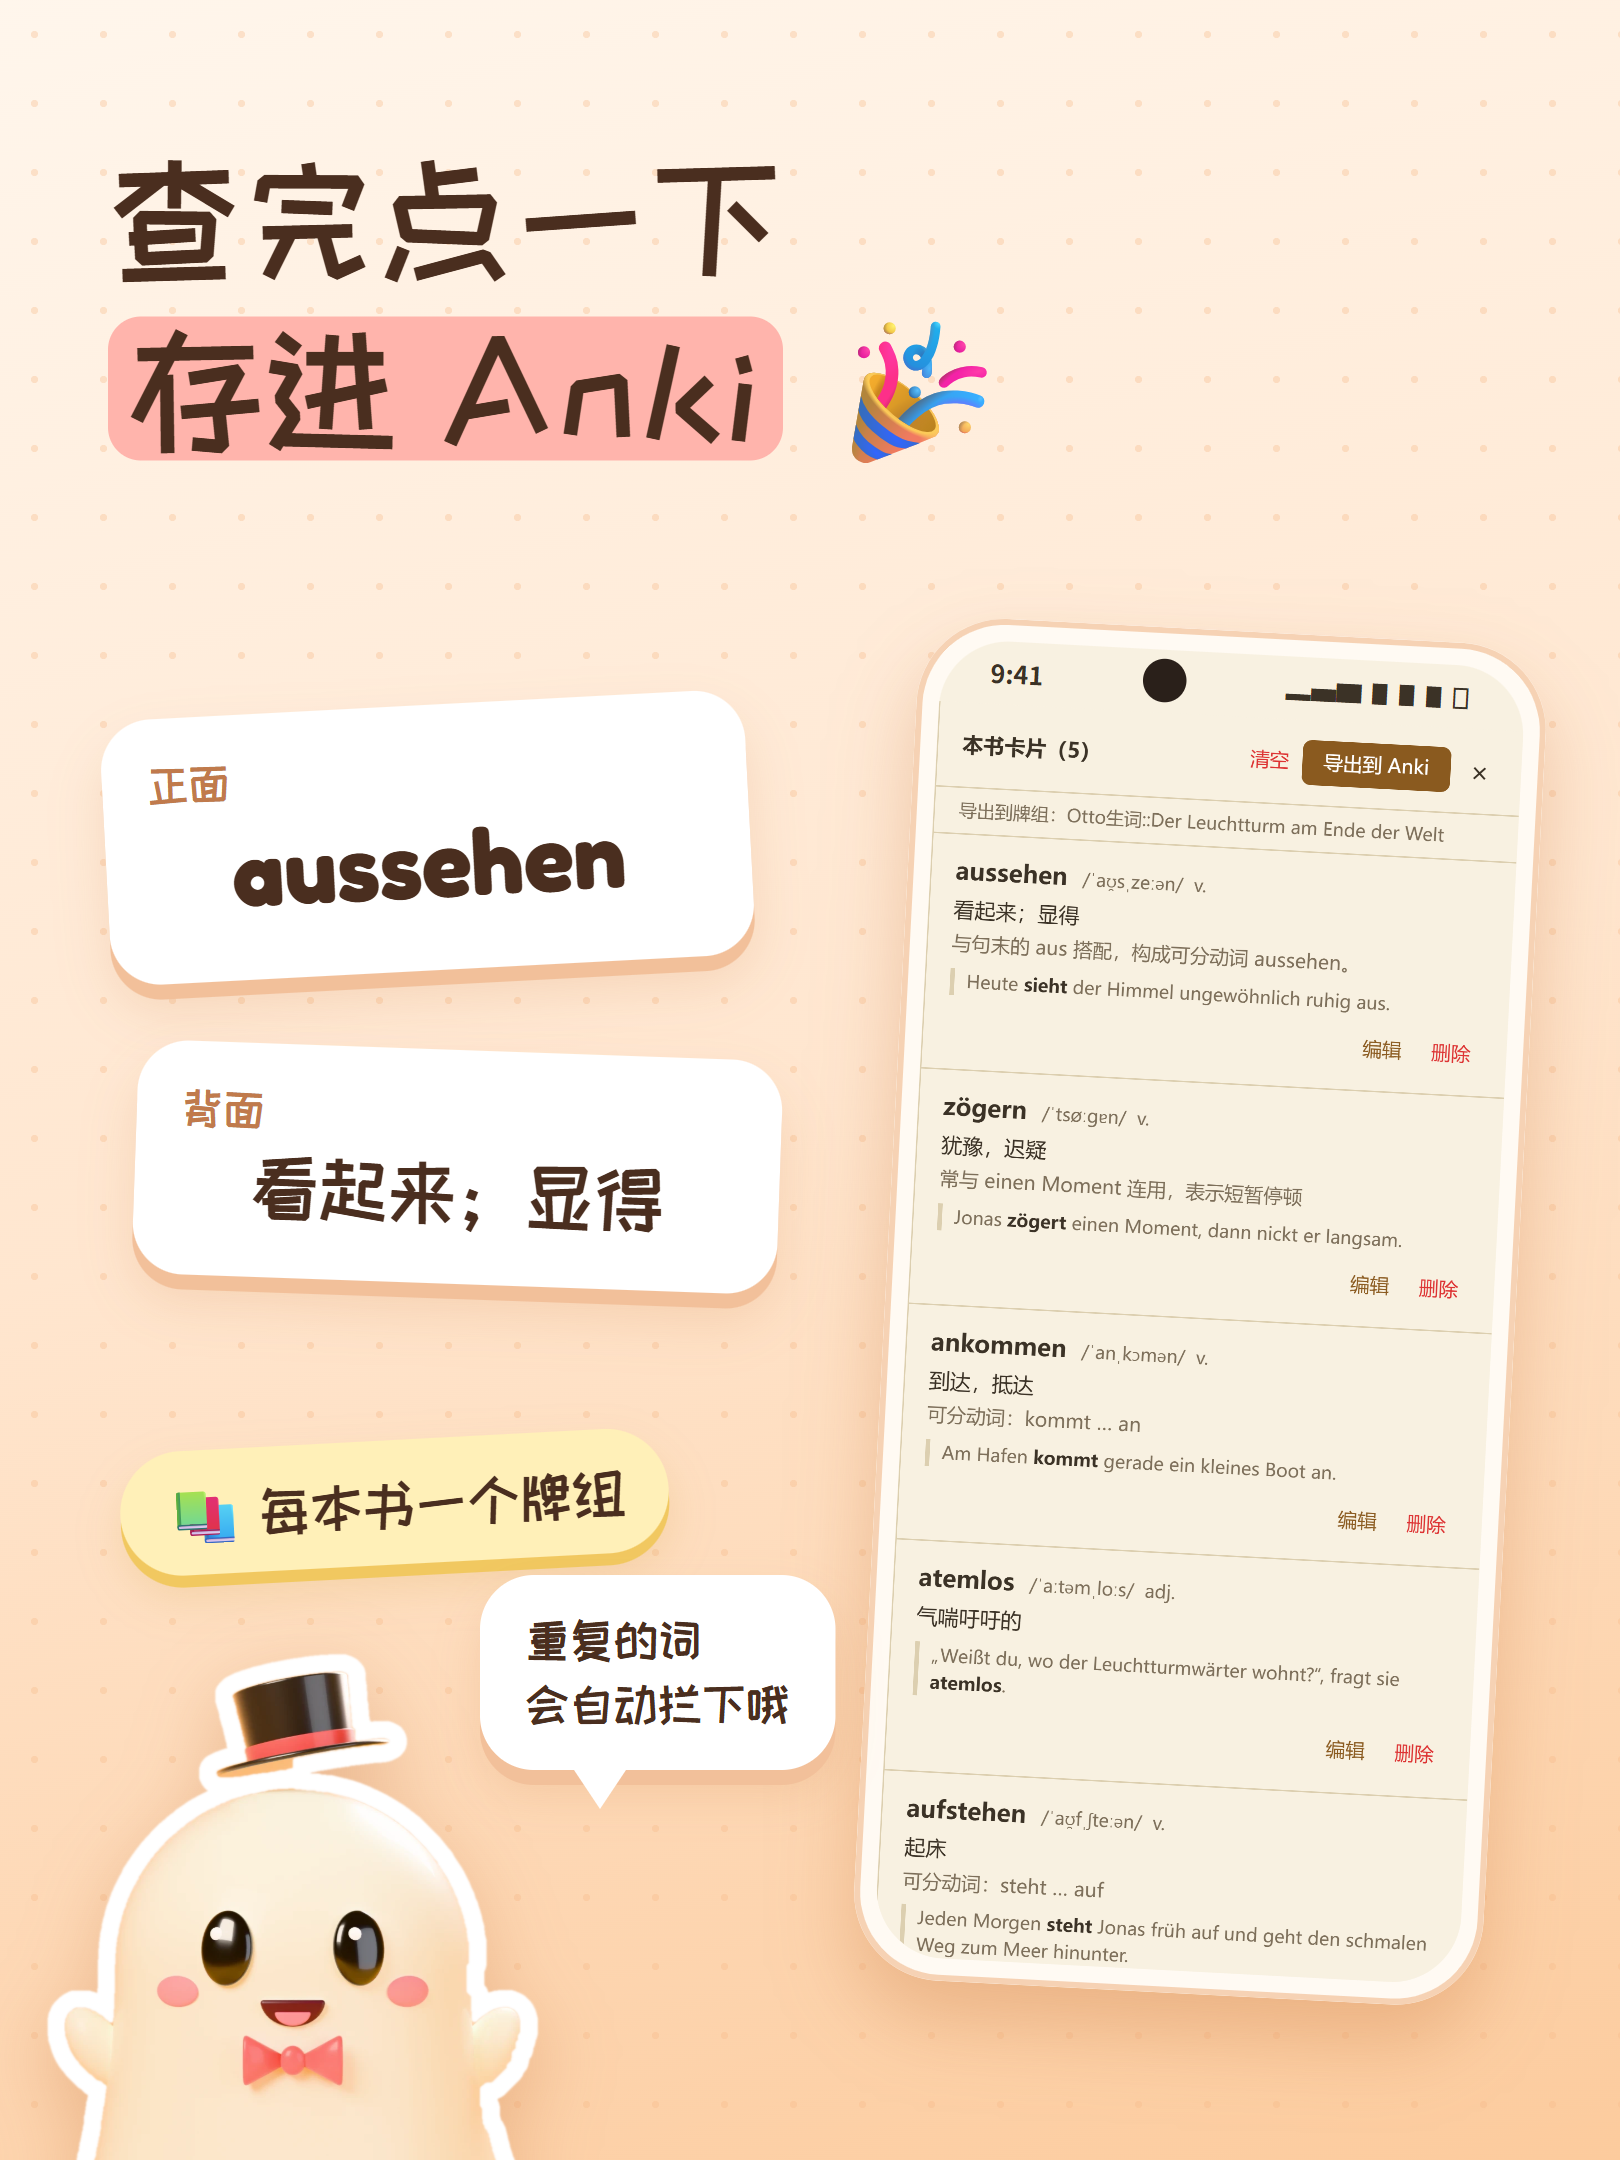 查完点一下
存进 Anki
正面
aussehen
背面
看起来；显得
每本书一个牌组
重复的词
会自动拦下哦
9:41
本书卡片（5）
清空
导出到 Anki
×
导出到牌组：Otto生词::Der Leuchtturm am Ende der Welt
aussehen /ˈaʊ̯sˌzeːən/ v.
看起来；显得
与句末的 aus 搭配，构成可分动词 aussehen。
Heute sieht der Himmel ungewöhnlich ruhig aus.
编辑 删除
zögern /ˈtsøːɡɐn/ v.
犹豫，迟疑
常与 einen Moment 连用，表示短暂停顿
Jonas zögert einen Moment, dann nickt er langsam.
编辑 删除
ankommen /ˈanˌkɔmən/ v.
到达，抵达
可分动词：kommt ... an
Am Hafen kommt gerade ein kleines Boot an.
编辑 删除
atemlos /ˈaːtəmˌloːs/ adj.
气喘吁吁的
„Weißt du, wo der Leuchtturmwärter wohnt?“, fragt sie
atemlos.
编辑 删除
aufstehen /ˈaʊ̯fˌʃteːən/ v.
起床
可分动词：steht ... auf
Jeden Morgen steht Jonas früh auf und geht den schmalen
Weg zum Meer hinunter.